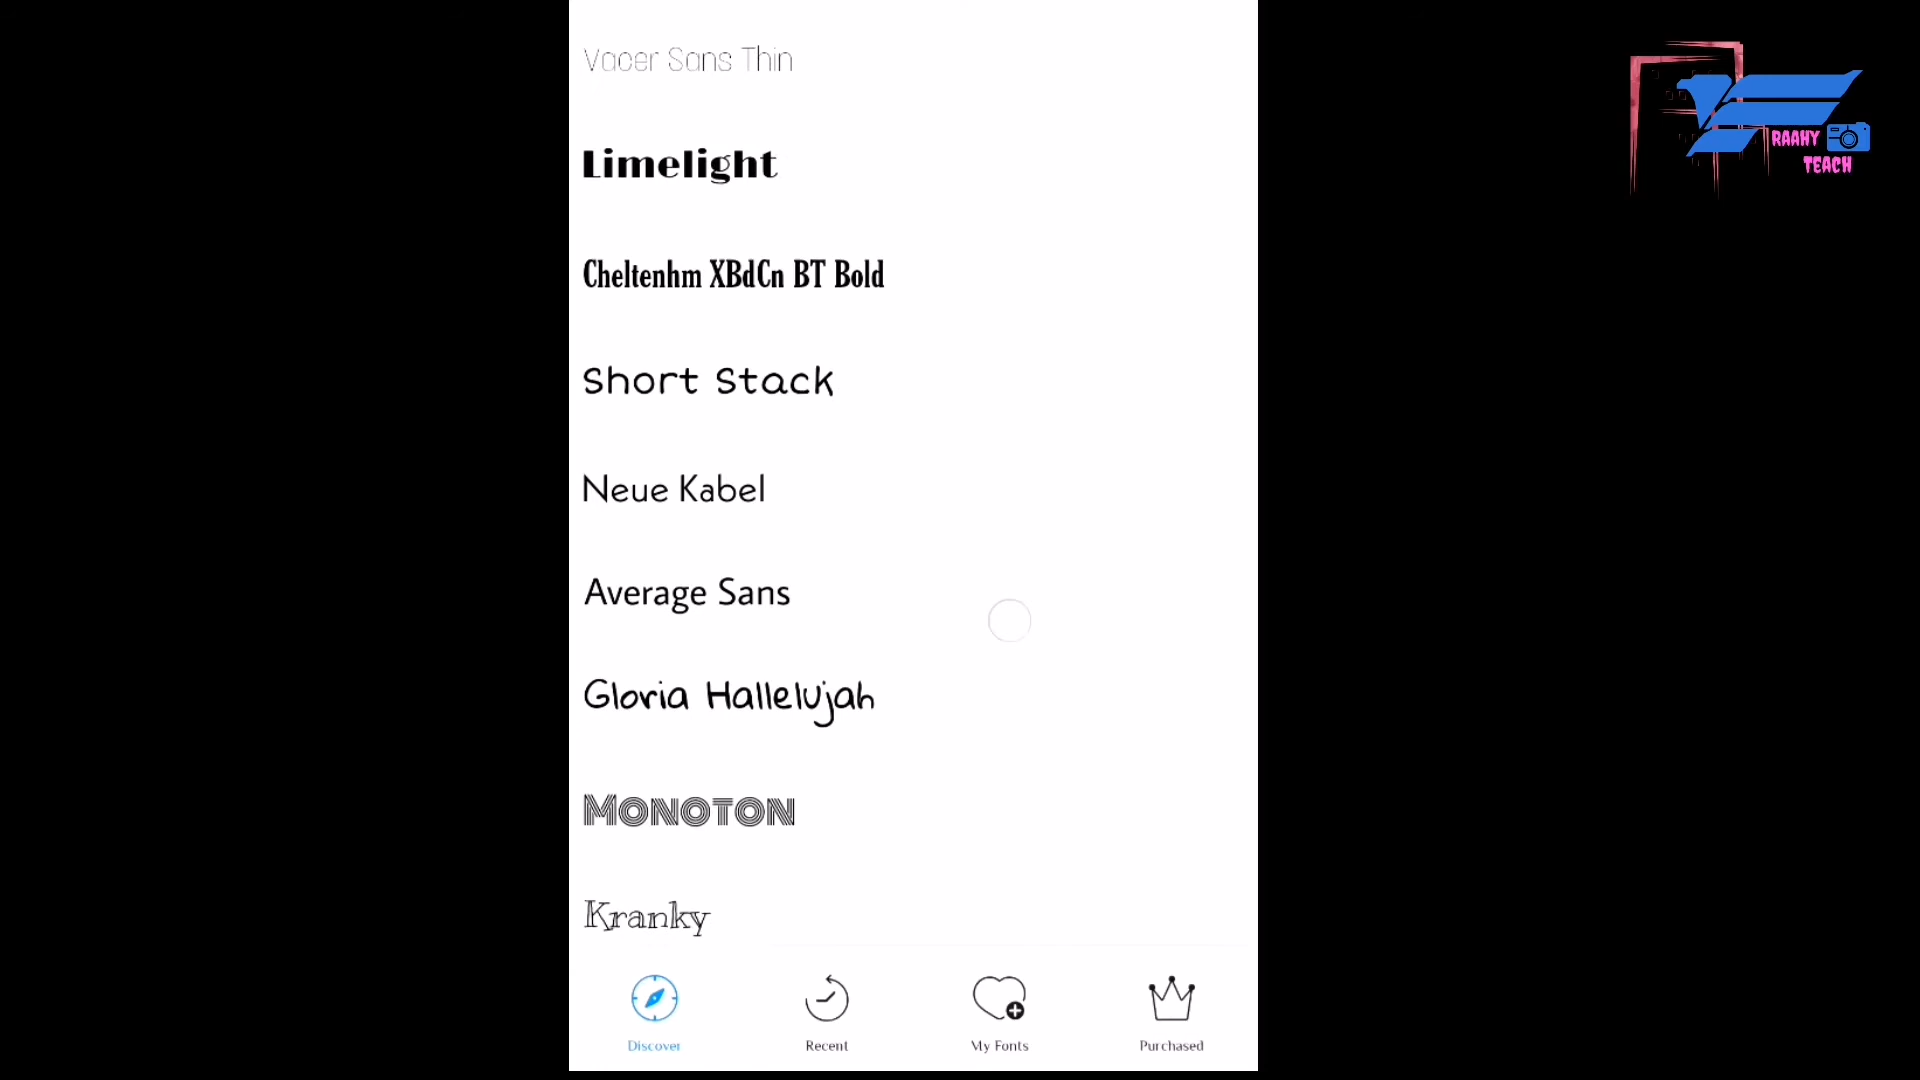 Vacer Sans Thin
Limelight
Cheltenhm XBdCn BT Bold
Short Stack
Neue Kabel
Average Sans
Gloria Hallelujah
MONOTON
Kranky
Discover
Recent
My Fonts
Purchased
RAAHY
TEACH